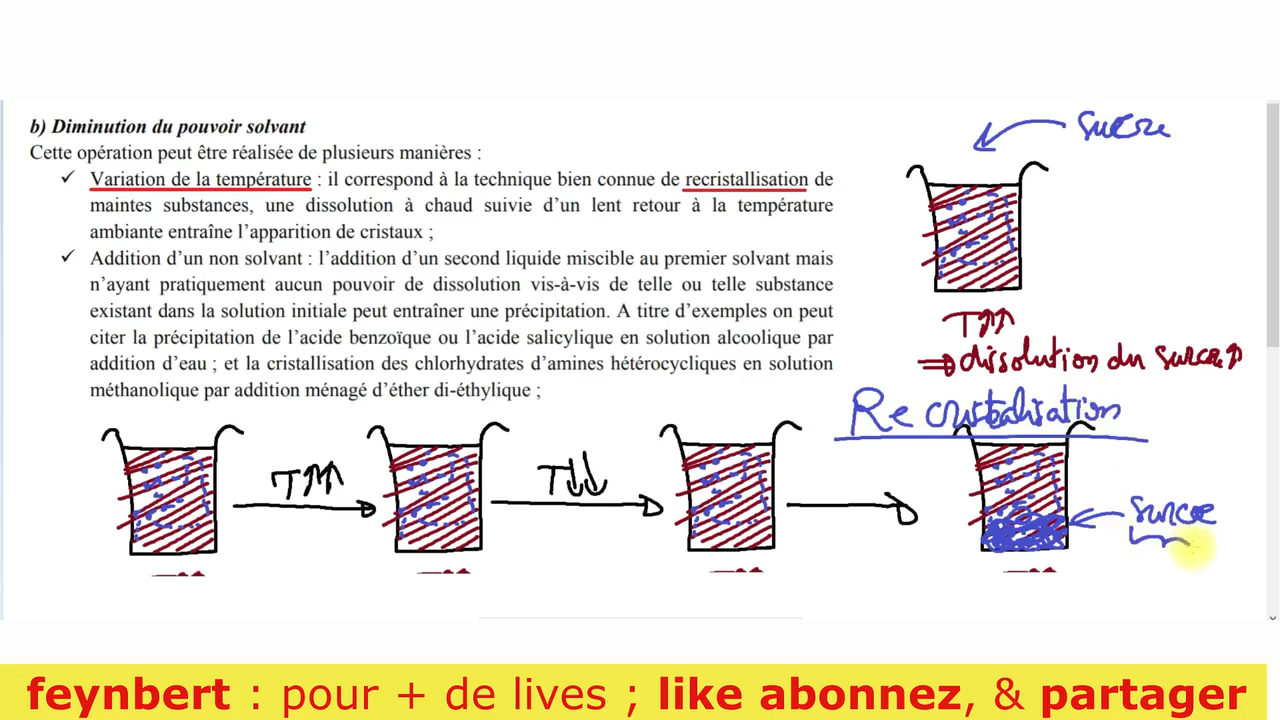 b) Diminution du pouvoir solvant
Cette opération peut être réalisée de plusieurs manières :
✓ Variation de la température : il correspond à la technique bien connue de recristallisation de
maintes substances, une dissolution à chaud suivie d’un lent retour à la température
ambiante entraîne l’apparition de cristaux ;
✓ Addition d’un non solvant : l’addition d’un second liquide miscible au premier solvant mais
n’ayant pratiquement aucun pouvoir de dissolution vis-à-vis de telle ou telle substance
existant dans la solution initiale peut entraîner une précipitation. A titre d’exemples on peut
citer la précipitation de l’acide benzoïque ou l’acide salicylique en solution alcoolique par
addition d’eau ; et la cristallisation des chlorhydrates d’amines hétérocycliques en solution
méthanolique par addition ménagé d’éther di-éthylique ;
sucre
T↑↑
⇒ dissolution du sucre ↑
Re cristalisation
T↑↑
T↓↓
sucre
feynbert : pour + de lives ; like abonnez, & partager